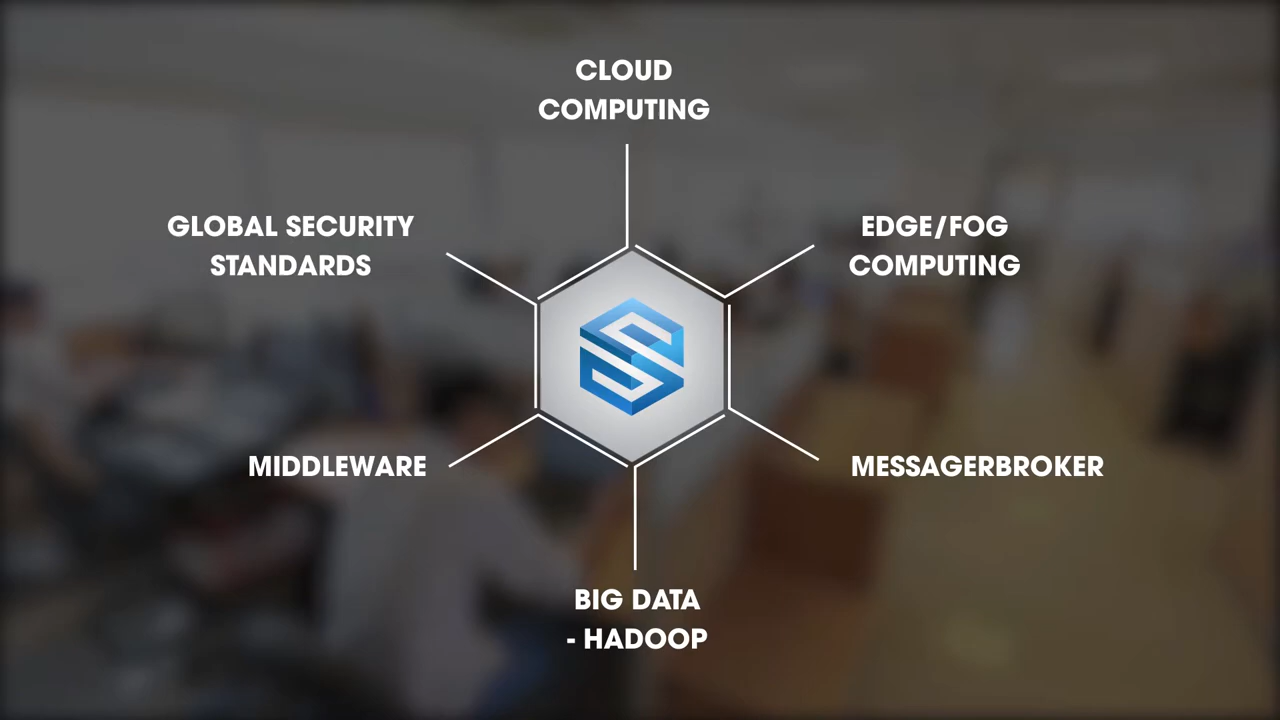 CLOUD
COMPUTING
GLOBAL SECURITY
STANDARDS
EDGE/FOG
COMPUTING
MIDDLEWARE
MESSAGERBROKER
BIG DATA
- HADOOP